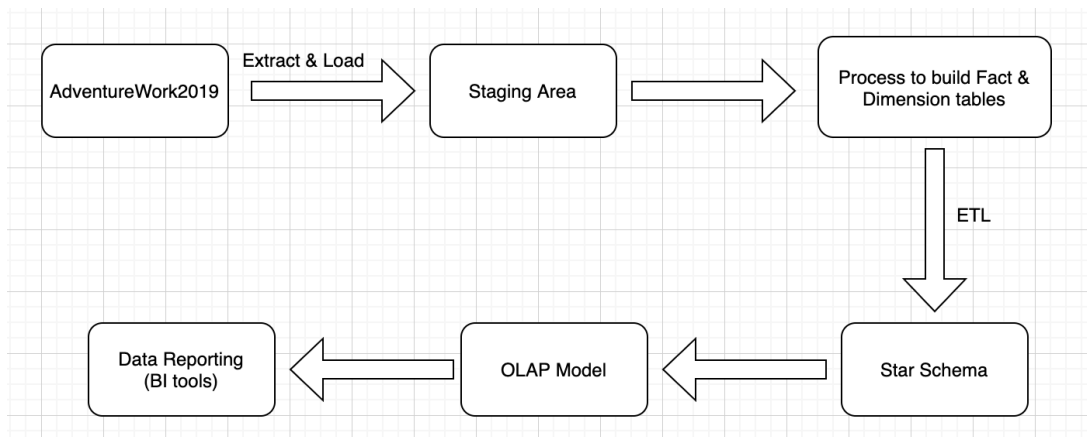 AdventureWork2019
Extract & Load
Staging Area
Process to build Fact &
Dimension tables
ETL
Star Schema
OLAP Model
Data Reporting
(BI tools)